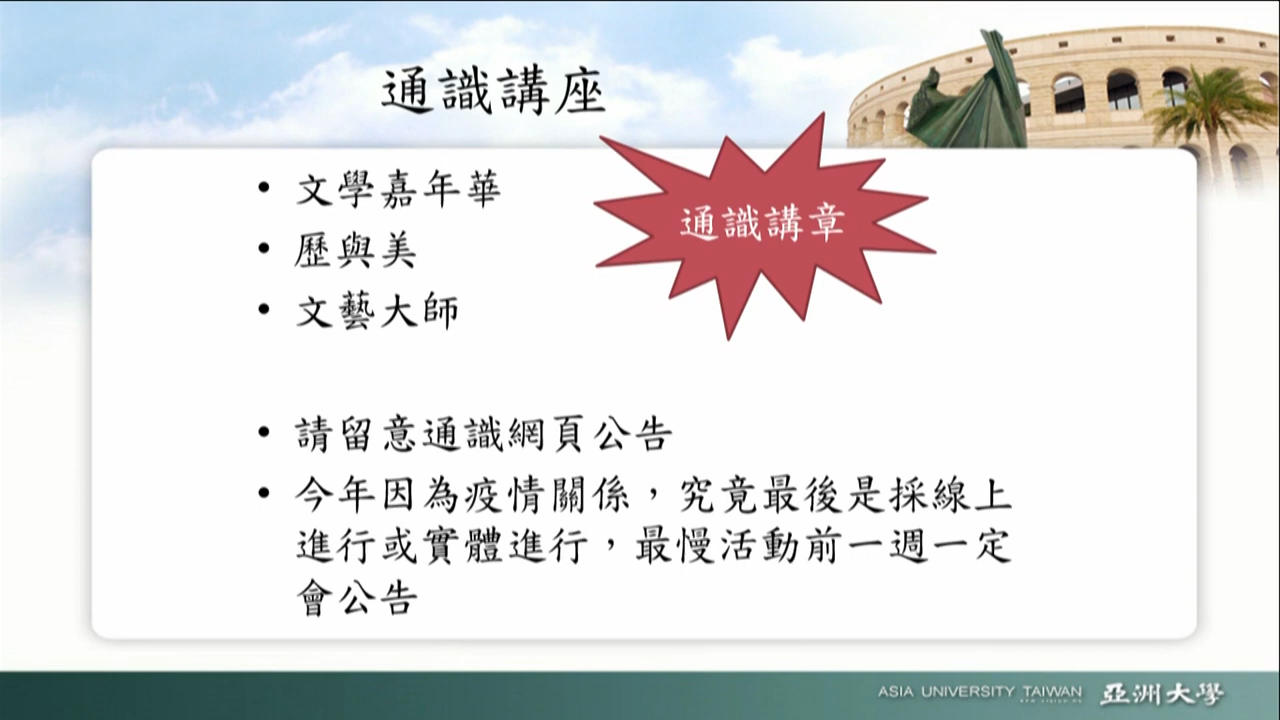 通識講座
• 文學嘉年華
• 歷與美
• 文藝大師
通識講章
• 請留意通識網頁公告
• 今年因為疫情關係，究竟最後是採線上
進行或實體進行，最慢活動前一週一定
會公告
ASIA UNIVERSITY TAIWAN
亞洲大學